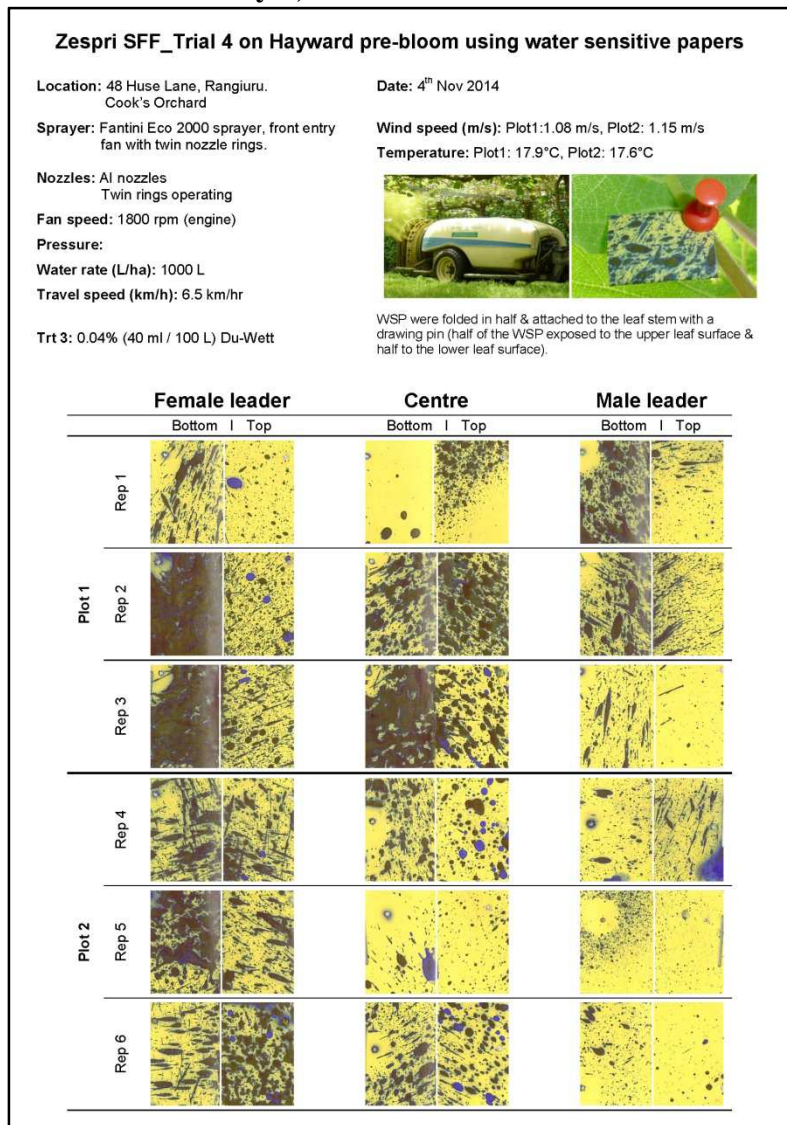 Zespri SFF_Trial 4 on Hayward pre-bloom using water sensitive papers
Location: 48 Huse Lane, Rangiuru.
Cook's Orchard
Sprayer: Fantini Eco 2000 sprayer, front entry
fan with twin nozzle rings.
Nozzles: AI nozzles
Twin rings operating
Fan speed: 1800 rpm (engine)
Pressure:
Water rate (L/ha): 1000 L
Travel speed (km/h): 6.5 km/hr
Trt 3: 0.04% (40 ml / 100 L) Du-Wett
Date: 4th Nov 2014
Wind speed (m/s): Plot1:1.08 m/s, Plot2: 1.15 m/s
Temperature: Plot1: 17.9°C, Plot2: 17.6°C
WSP were folded in half & attached to the leaf stem with a
drawing pin (half of the WSP exposed to the upper leaf surface &
half to the lower leaf surface).
Female leader Centre Male leader
Bottom I Top Bottom I Top Bottom I Top
Plot 1
Rep 1
Rep 2
Rep 3
Plot 2
Rep 4
Rep 5
Rep 6